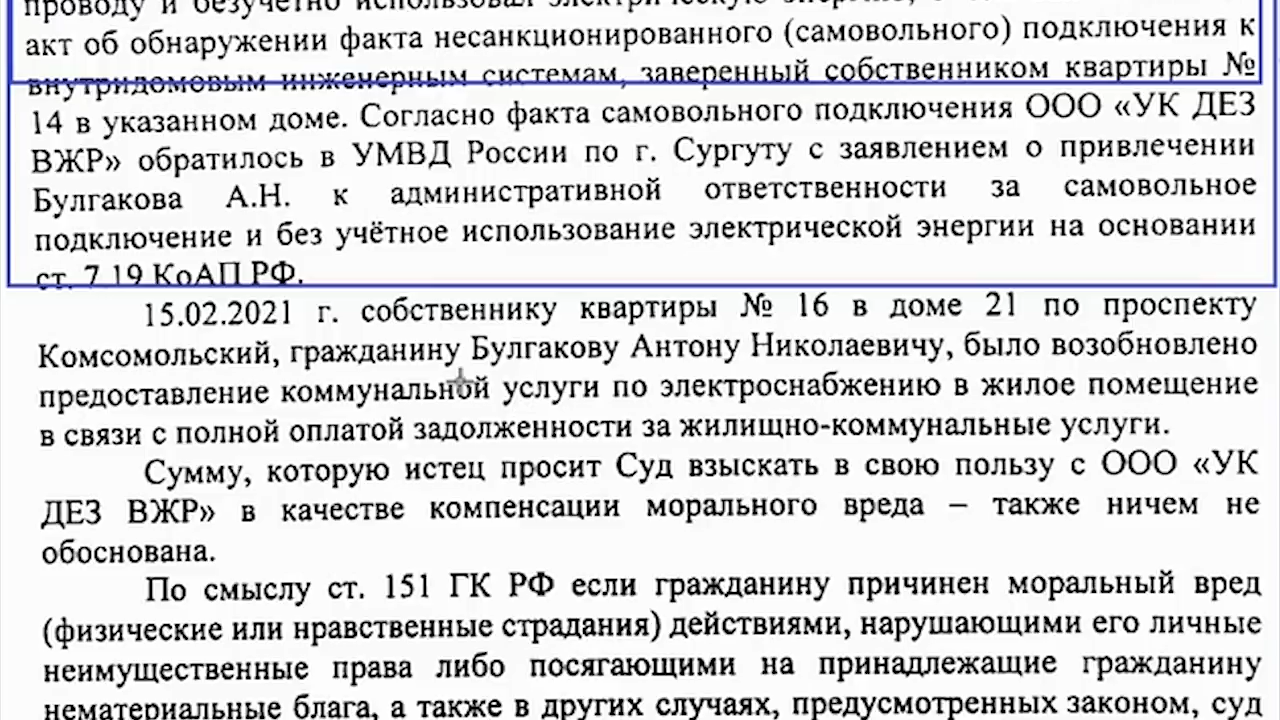 проводу и безучетно использовал электрическую энергию,
акт об обнаружении факта несанкционированного (самовольного) подключения к
внутридомовым инженерным системам, заверенный собственником квартиры №
14 в указанном доме. Согласно факта самовольного подключения ООО «УК ДЕЗ
ВЖР» обратилось в УМВД России по г. Сургуту с заявлением о привлечении
Булгакова А.Н. к административной ответственности за самовольное
подключение и без учётное использование электрической энергии на основании
ст. 7.19 КоАП РФ.
15.02.2021 г. собственнику квартиры № 16 в доме 21 по проспекту
Комсомольский, гражданину Булгакову Антону Николаевичу, было возобновлено
предоставление коммунальной услуги по электроснабжению в жилое помещение
в связи с полной оплатой задолженности за жилищно-коммунальные услуги.
Сумму, которую истец просит Суд взыскать в свою пользу с ООО «УК
ДЕЗ ВЖР» в качестве компенсации морального вреда – также ничем не
обоснована.
По смыслу ст. 151 ГК РФ если гражданину причинен моральный вред
(физические или нравственные страдания) действиями, нарушающими его личные
неимущественные права либо посягающими на принадлежащие гражданину
нематериальные блага, а также в других случаях, предусмотренных законом, суд